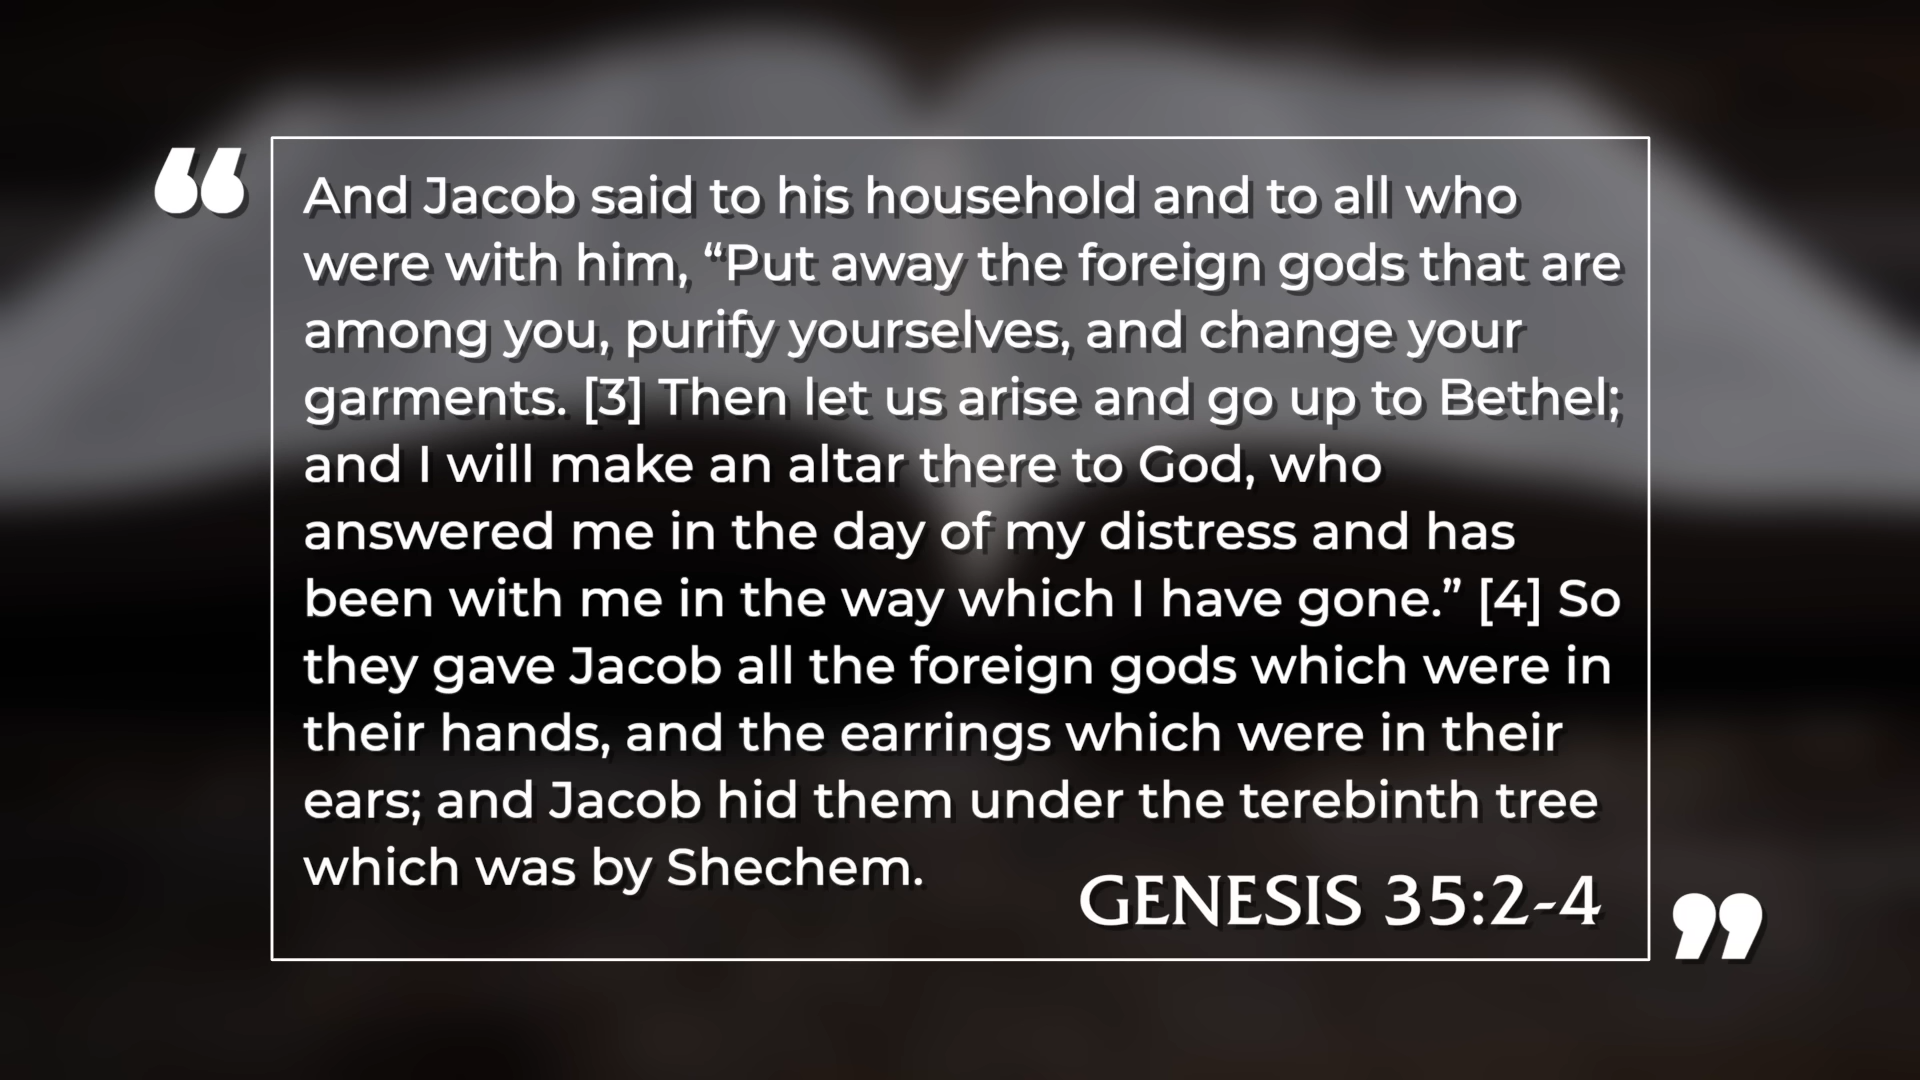 “
And Jacob said to his household and to all who
were with him, “Put away the foreign gods that are
among you, purify yourselves, and change your
garments. [3] Then let us arise and go up to Bethel;
and I will make an altar there to God, who
answered me in the day of my distress and has
been with me in the way which I have gone.” [4] So
they gave Jacob all the foreign gods which were in
their hands, and the earrings which were in their
ears; and Jacob hid them under the terebinth tree
which was by Shechem.
GENESIS 35:2-4
”